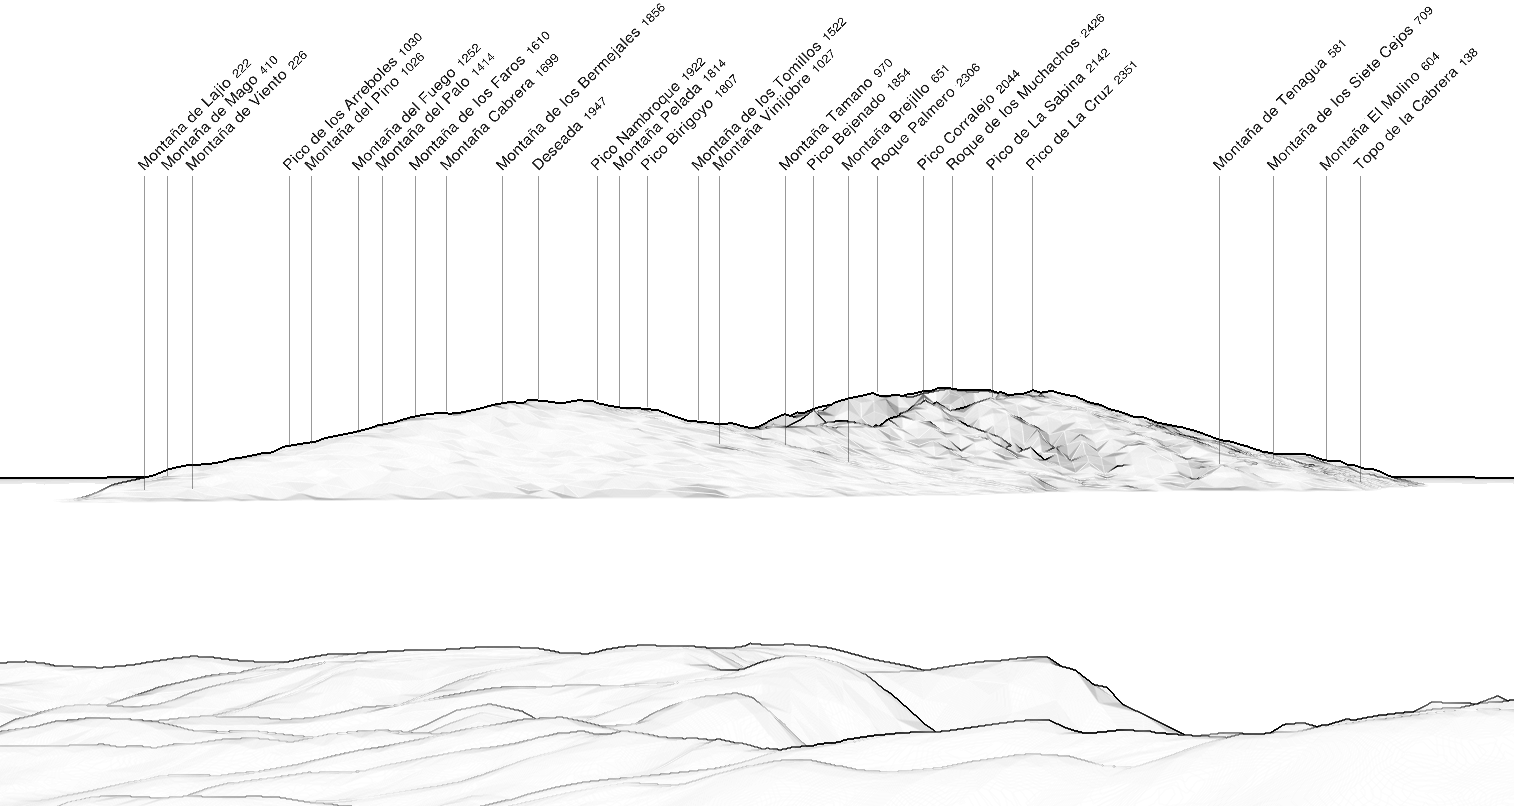 Montaña de Lajio 222
Montaña de Mago 410
Montaña de Viento 226
Pico de los Arreboles 1030
Montaña del Pino 1026
Montaña del Fuego 1252
Montaña del Palo 1414
Montaña de los Faros 1610
Montaña Cabrera 1699
Montaña de los Bermejales 1856
Deseada 1947
Pico Nambroque 1922
Montaña Pelada 1814
Pico Birigoyo 1807
Montaña de los Tomillos 1522
Montaña Vinijobre 1027
Montaña Tamano 970
Pico Bejenado 1854
Montaña Brejillo 651
Roque Palmero 2306
Pico Corralejo 2044
Roque de los Muchachos 2426
Pico de La Sabina 2142
Pico de La Cruz 2351
Montaña de Tenagua 581
Montaña de los Siete Cejos 709
Montaña El Molino 604
Topo de la Cabrera 138